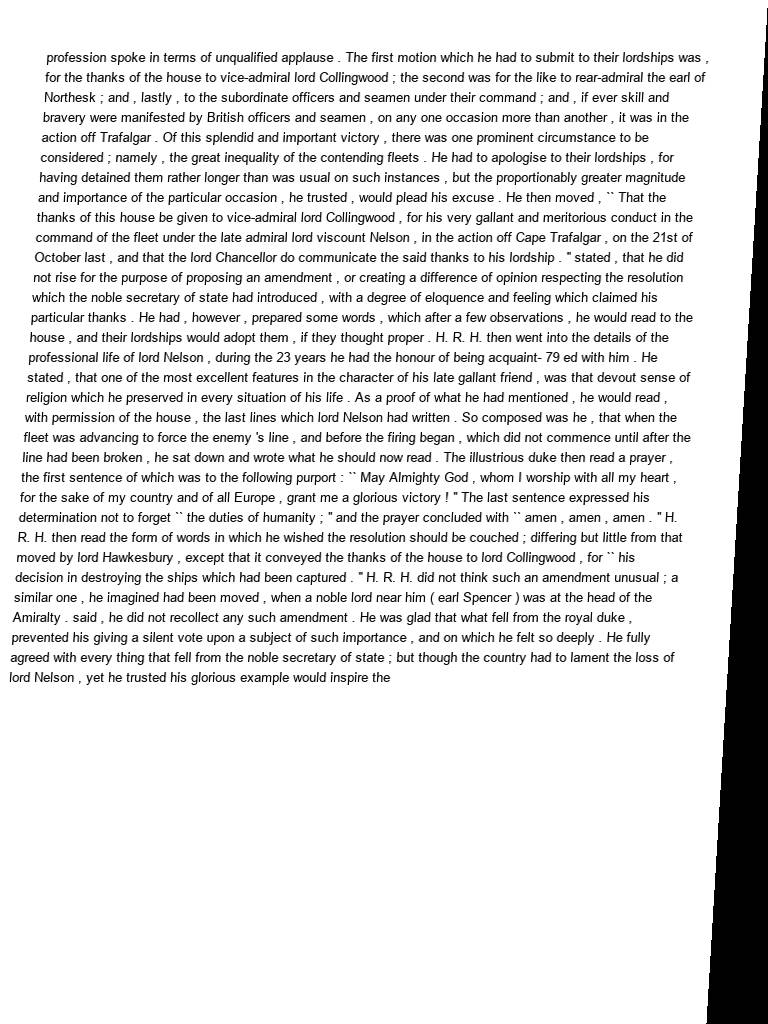 profession spoke in terms of unqualified applause . The first motion which he had to submit to their lordships was ,
for the thanks of the house to vice-admiral lord Collingwood ; the second was for the like to rear-admiral the earl of
Northesk ; and , lastly , to the subordinate officers and seamen under their command ; and , if ever skill and
bravery were manifested by British officers and seamen , on any one occasion more than another , it was in the
action off Trafalgar . Of this splendid and important victory , there was one prominent circumstance to be
considered ; namely , the great inequality of the contending fleets . He had to apologise to their lordships , for
having detained them rather longer than was usual on such instances , but the proportionably greater magnitude
and importance of the particular occasion , he trusted , would plead his excuse . He then moved , `` That the
thanks of this house be given to vice-admiral lord Collingwood , for his very gallant and meritorious conduct in the
command of the fleet under the late admiral lord viscount Nelson , in the action off Cape Trafalgar , on the 21st of
October last , and that the lord Chancellor do communicate the said thanks to his lordship . '' stated , that he did
not rise for the purpose of proposing an amendment , or creating a difference of opinion respecting the resolution
which the noble secretary of state had introduced , with a degree of eloquence and feeling which claimed his
particular thanks . He had , however , prepared some words , which after a few observations , he would read to the
house , and their lordships would adopt them , if they thought proper . H. R. H. then went into the details of the
professional life of lord Nelson , during the 23 years he had the honour of being acquaint- 79 ed with him . He
stated , that one of the most excellent features in the character of his late gallant friend , was that devout sense of
religion which he preserved in every situation of his life . As a proof of what he had mentioned , he would read ,
with permission of the house , the last lines which lord Nelson had written . So composed was he , that when the
fleet was advancing to force the enemy 's line , and before the firing began , which did not commence until after the
line had been broken , he sat down and wrote what he should now read . The illustrious duke then read a prayer ,
the first sentence of which was to the following purport : `` May Almighty God , whom I worship with all my heart ,
for the sake of my country and of all Europe , grant me a glorious victory ! '' The last sentence expressed his
determination not to forget `` the duties of humanity ; '' and the prayer concluded with `` amen , amen , amen . '' H.
R. H. then read the form of words in which he wished the resolution should be couched ; differing but little from that
moved by lord Hawkesbury , except that it conveyed the thanks of the house to lord Collingwood , for `` his
decision in destroying the ships which had been captured . '' H. R. H. did not think such an amendment unusual ; a
similar one , he imagined had been moved , when a noble lord near him ( earl Spencer ) was at the head of the
Amiralty . said , he did not recollect any such amendment . He was glad that what fell from the royal duke ,
prevented his giving a silent vote upon a subject of such importance , and on which he felt so deeply . He fully
agreed with every thing that fell from the noble secretary of state ; but though the country had to lament the loss of
lord Nelson , yet he trusted his glorious example would inspire the